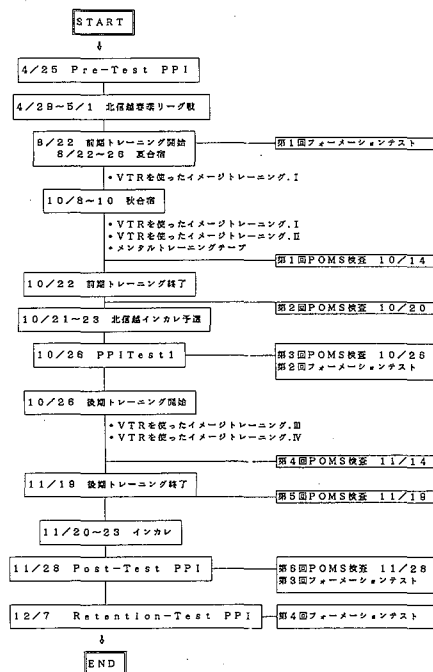 START
4/25 Pre-Test PPI
4/29~5/1 北信越春季リーグ戦
8/22 前期トレーニング開始
8/22~26 夏合宿
第1回フォーメーションテスト
・VTRを使ったイメージトレーニング.I
10/8~10 秋合宿
・VTRを使ったイメージトレーニング.I
・VTRを使ったイメージトレーニング.II
・メンタルトレーニングテープ
第1回POMS検査 10/14
10/22 前期トレーニング終了
第2回POMS検査 10/20
10/21~23 北信越インカレ予選
10/26 PPITest1
第3回POMS検査 10/26
第2回フォーメーションテスト
10/26 後期トレーニング開始
・VTRを使ったイメージトレーニング.III
・VTRを使ったイメージトレーニング.IV
第4回POMS検査 11/14
11/19 後期トレーニング終了
第5回POMS検査 11/19
11/20~23 インカレ
11/28 Post-Test PPI
第6回POMS検査 11/28
第3回フォーメーションテスト
12/7 Retention-Test PPI
第4回フォーメーションテスト
END